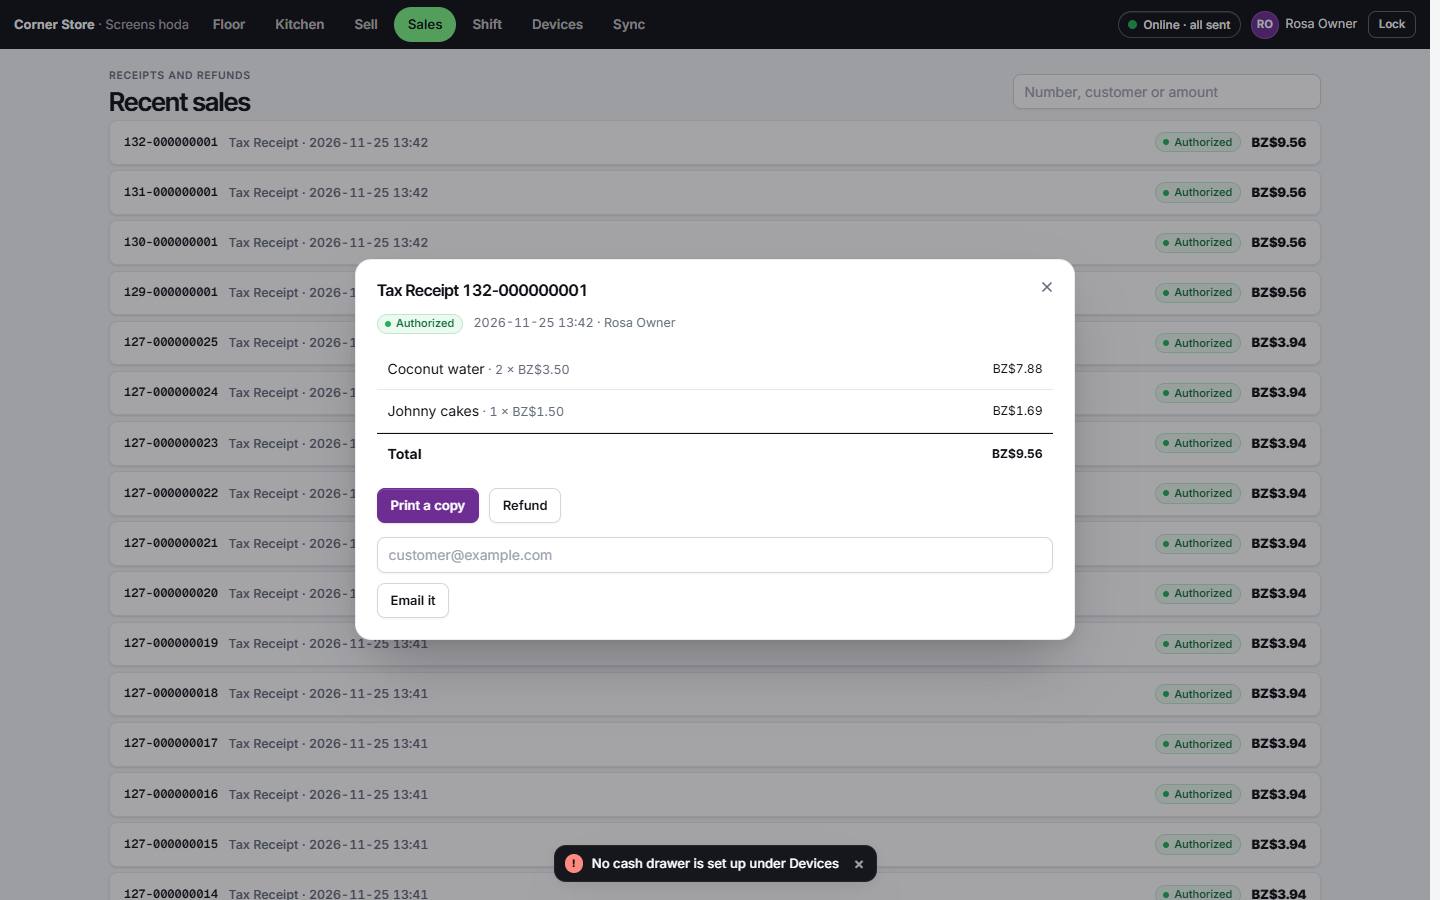 Corner Store · Screens hoda Floor Kitchen Sell Sales Shift Devices Sync Online · all sent RO Rosa Owner Lock
RECEIPTS AND REFUNDS
Recent sales
Number, customer or amount
132-000000001 Tax Receipt · 2026-11-25 13:42 Authorized BZ$9.56
131-000000001 Tax Receipt · 2026-11-25 13:42 Authorized BZ$9.56
130-000000001 Tax Receipt · 2026-11-25 13:42 Authorized BZ$9.56
129-000000001 Tax Receipt · 2026-1 Authorized BZ$9.56
127-000000025 Tax Receipt · 2026-1 Authorized BZ$3.94
127-000000024 Tax Receipt · 2026-1 Authorized BZ$3.94
127-000000023 Tax Receipt · 2026-1 Authorized BZ$3.94
127-000000022 Tax Receipt · 2026-1 Authorized BZ$3.94
127-000000021 Tax Receipt · 2026-1 Authorized BZ$3.94
127-000000020 Tax Receipt · 2026-1 Authorized BZ$3.94
127-000000019 Tax Receipt · 2026-11-25 13:41 Authorized BZ$3.94
127-000000018 Tax Receipt · 2026-11-25 13:41 Authorized BZ$3.94
127-000000017 Tax Receipt · 2026-11-25 13:41 Authorized BZ$3.94
127-000000016 Tax Receipt · 2026-11-25 13:41 Authorized BZ$3.94
127-000000015 Tax Receipt · 2026-11-25 13:41 Authorized BZ$3.94
127-000000014 Tax Receipt · 2026-11-25 13:41 Authorized BZ$3.94
Tax Receipt 132-000000001 ×
Authorized 2026-11-25 13:42 · Rosa Owner
Coconut water · 2 × BZ$3.50 BZ$7.88
Johnny cakes · 1 × BZ$1.50 BZ$1.69
Total BZ$9.56
Print a copy Refund
customer@example.com
Email it
! No cash drawer is set up under Devices ×